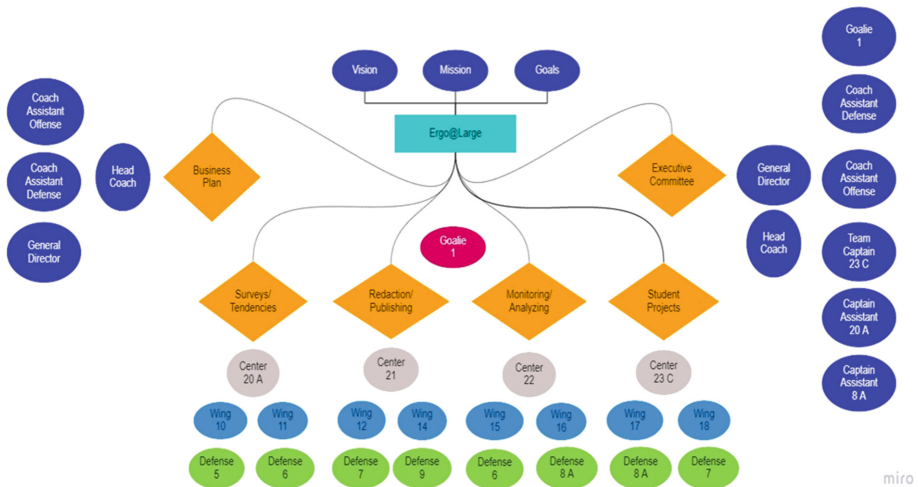 Vision
Mission
Goals
Ergo@Large
Coach
Assistant
Offense
Coach
Assistant
Defense
General
Director
Head
Coach
Business
Plan
Executive
Committee
General
Director
Head
Coach
Goalie
1
Coach
Assistant
Defense
Coach
Assistant
Offense
Team
Captain
23 C
Captain
Assistant
20 A
Captain
Assistant
8 A
Goalie
1
Surveys/
Tendencies
Redaction/
Publishing
Monitoring/
Analyzing
Student
Projects
Center
20 A
Center
21
Center
22
Center
23 C
Wing
10
Wing
11
Wing
12
Wing
14
Wing
15
Wing
16
Wing
17
Wing
18
Defense
5
Defense
6
Defense
7
Defense
9
Defense
6
Defense
8 A
Defense
8 A
Defense
7
miro